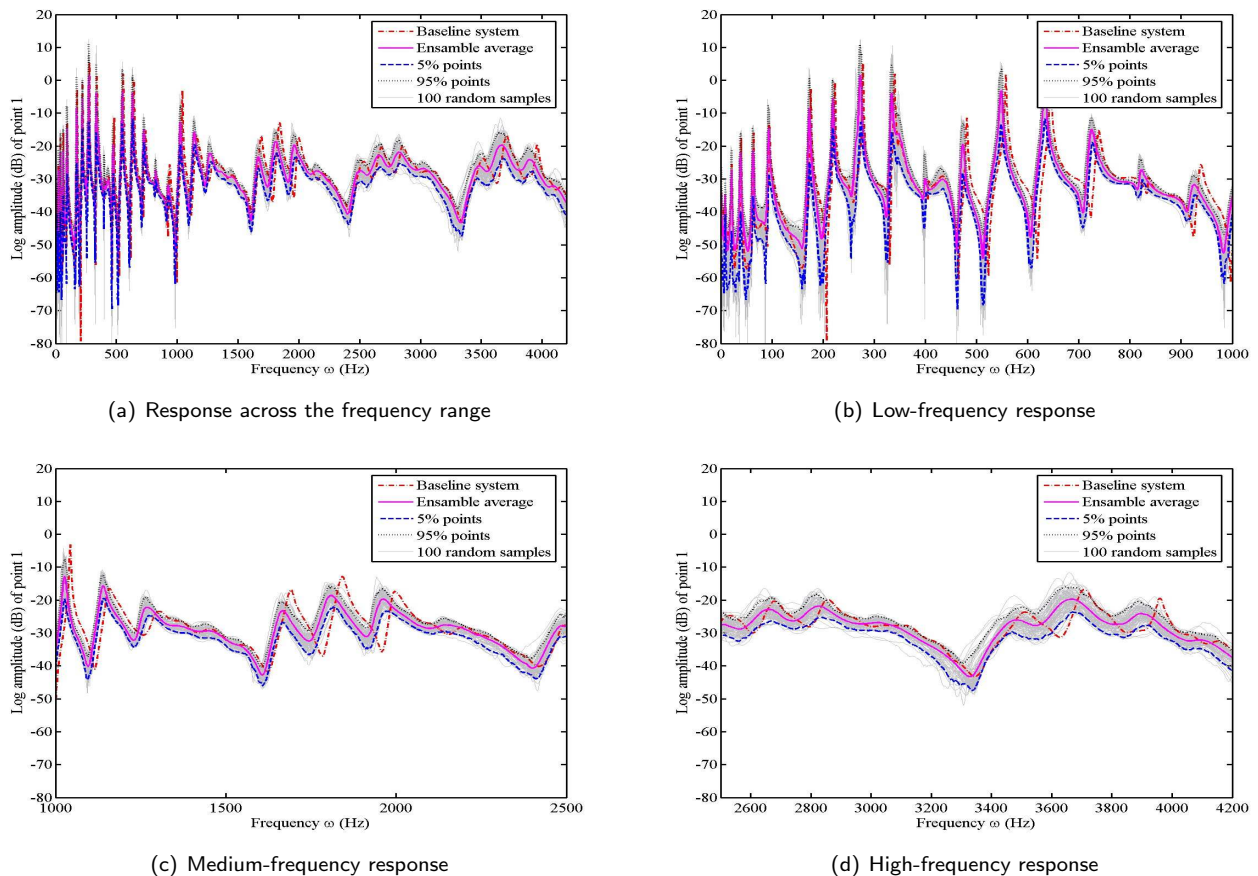 20
10
0
-10
-20
-30
-40
-50
-60
-70
-80
0 500 1000 1500 2000 2500 3000 3500 4000
Frequency ω (Hz)
Log amplitude (dB) of point 1
Baseline system
Ensamble average
5% points
95% points
100 random samples
(a) Response across the frequency range
20
10
0
-10
-20
-30
-40
-50
-60
-70
-80
0 100 200 300 400 500 600 700 800 900 1000
Frequency ω (Hz)
Log amplitude (dB) of point 1
Baseline system
Ensamble average
5% points
95% points
100 random samples
(b) Low-frequency response
20
10
0
-10
-20
-30
-40
-50
-60
-70
-80
1000 1500 2000 2500
Frequency ω (Hz)
Log amplitude (dB) of point 1
Baseline system
Ensamble average
5% points
95% points
100 random samples
(c) Medium-frequency response
20
10
0
-10
-20
-30
-40
-50
-60
-70
-80
2600 2800 3000 3200 3400 3600 3800 4000 4200
Frequency ω (Hz)
Log amplitude (dB) of point 1
Baseline system
Ensamble average
5% points
95% points
100 random samples
(d) High-frequency response